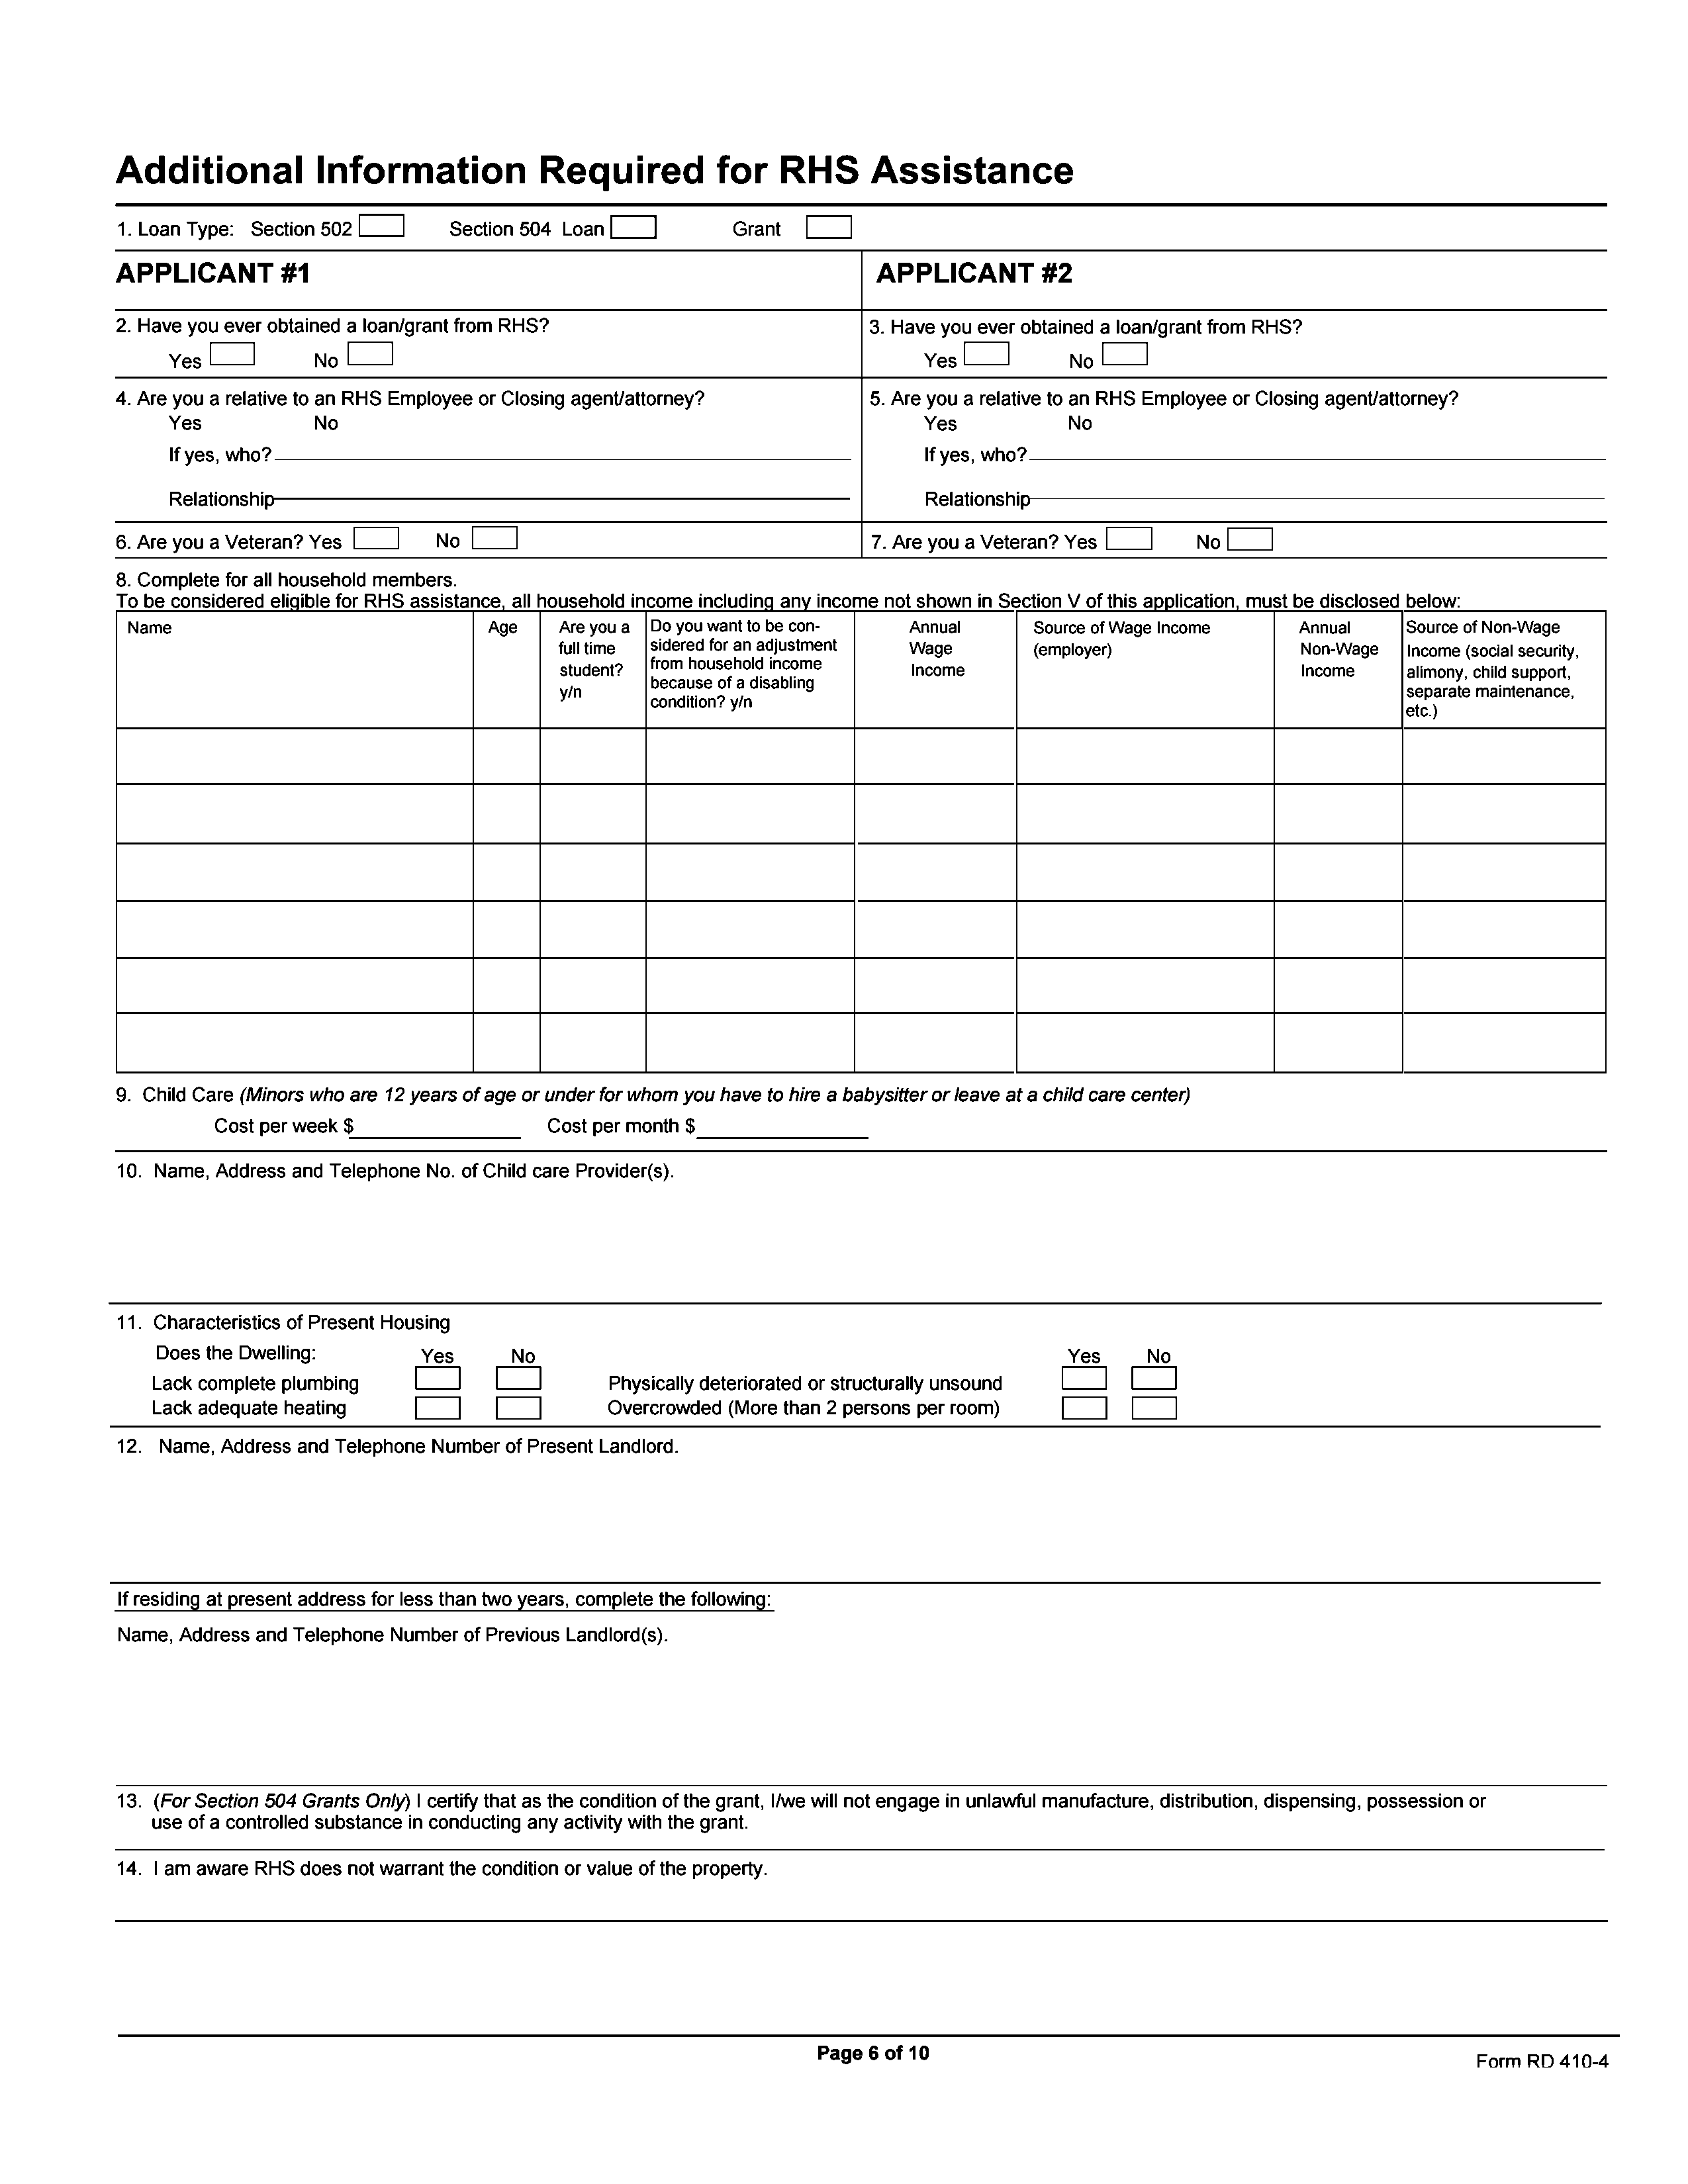 Additional Information Required for RHS Assistance
1. Loan Type: Section 502 Section 504 Loan Grant
APPLICANT #1
APPLICANT #2
2. Have you ever obtained a loan/grant from RHS?
Yes No
3. Have you ever obtained a loan/grant from RHS?
Yes No
4. Are you a relative to an RHS Employee or Closing agent/attorney?
Yes No
If yes, who?
Relationship
5. Are you a relative to an RHS Employee or Closing agent/attorney?
Yes No
If yes, who?
Relationship
6. Are you a Veteran? Yes No
7. Are you a Veteran? Yes No
8. Complete for all household members.
To be considered eligible for RHS assistance, all household income including any income not shown in Section V of this application, must be disclosed below:
Name
Age
Are you a
full time
student?
y/n
Do you want to be con-
sidered for an adjustment
from household income
because of a disabling
condition? y/n
Annual
Wage
Income
Source of Wage Income
(employer)
Annual
Non-Wage
Income
Source of Non-Wage
Income (social security,
alimony, child support,
separate maintenance,
etc.)
9. Child Care (Minors who are 12 years of age or under for whom you have to hire a babysitter or leave at a child care center)
Cost per week $ Cost per month $
10. Name, Address and Telephone No. of Child care Provider(s).
11. Characteristics of Present Housing
Does the Dwelling: Yes No Yes No
Lack complete plumbing Physically deteriorated or structurally unsound
Lack adequate heating Overcrowded (More than 2 persons per room)
12. Name, Address and Telephone Number of Present Landlord.
If residing at present address for less than two years, complete the following:
Name, Address and Telephone Number of Previous Landlord(s).
13. (For Section 504 Grants Only) I certify that as the condition of the grant, I/we will not engage in unlawful manufacture, distribution, dispensing, possession or
use of a controlled substance in conducting any activity with the grant.
14. I am aware RHS does not warrant the condition or value of the property.
Page 6 of 10
Form RD 410-4